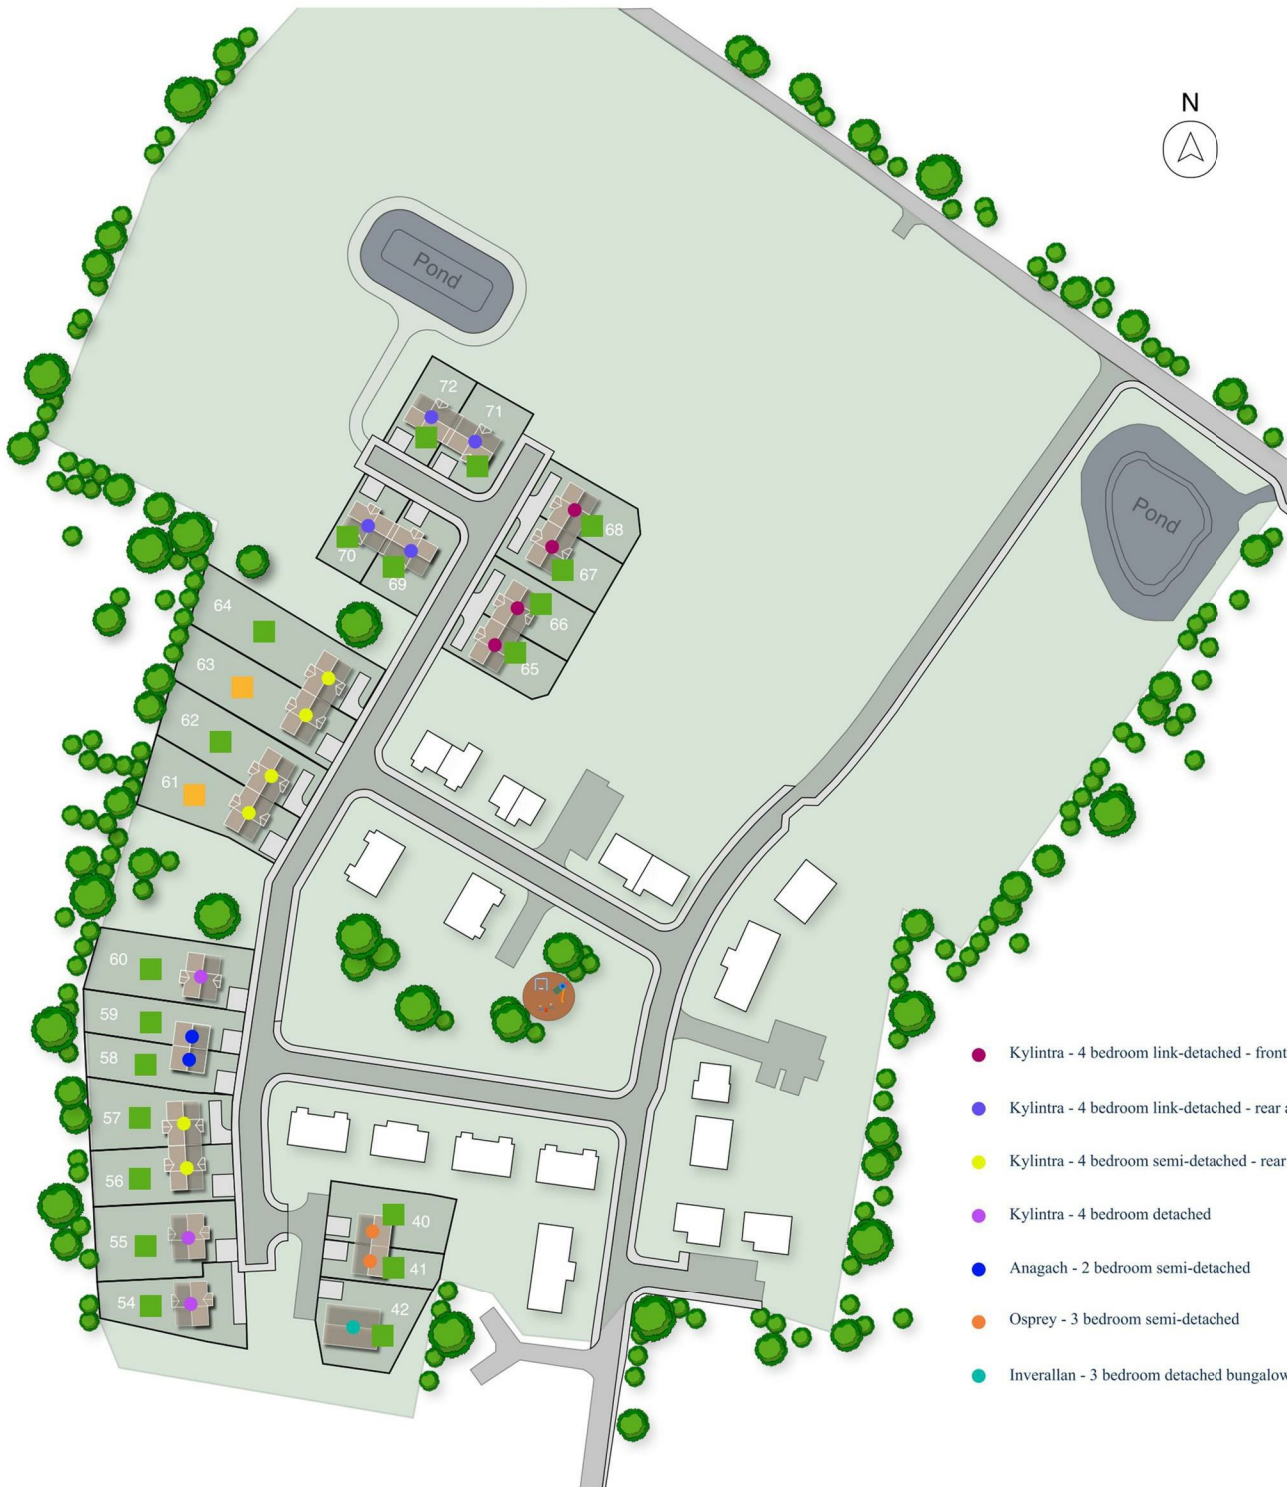 N
Pond
72
71
68
70
67
69
64
66
63
65
62
61
Pond
60
59
58
57
56
55
54
40
41
42
Kylintra - 4 bedroom link-detached - front
Kylintra - 4 bedroom link-detached - rear
Kylintra - 4 bedroom semi-detached - rear
Kylintra - 4 bedroom detached
Anagach - 2 bedroom semi-detached
Osprey - 3 bedroom semi-detached
Inverallan - 3 bedroom detached bungalow